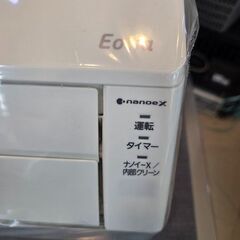 Eolia
nanoeX
運転
タイマー
ナノイーX/
内部クリーン